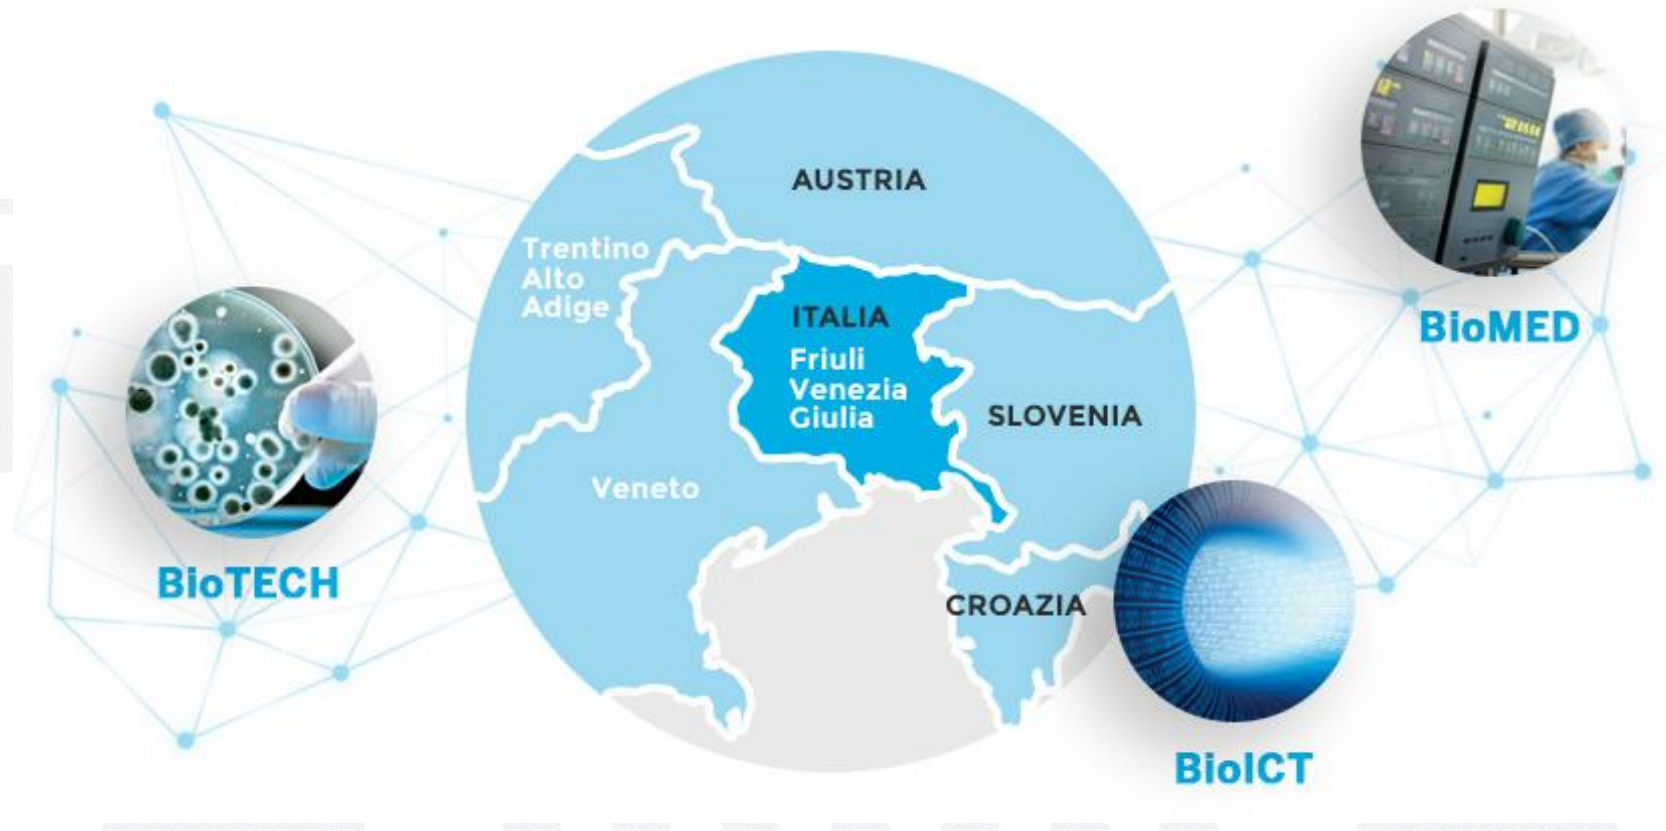 AUSTRIA
Trentino
Alto
Adige
ITALIA
Friuli
Venezia
Giulia
BioMED
SLOVENIA
Veneto
BioTECH
CROAZIA
BioICT